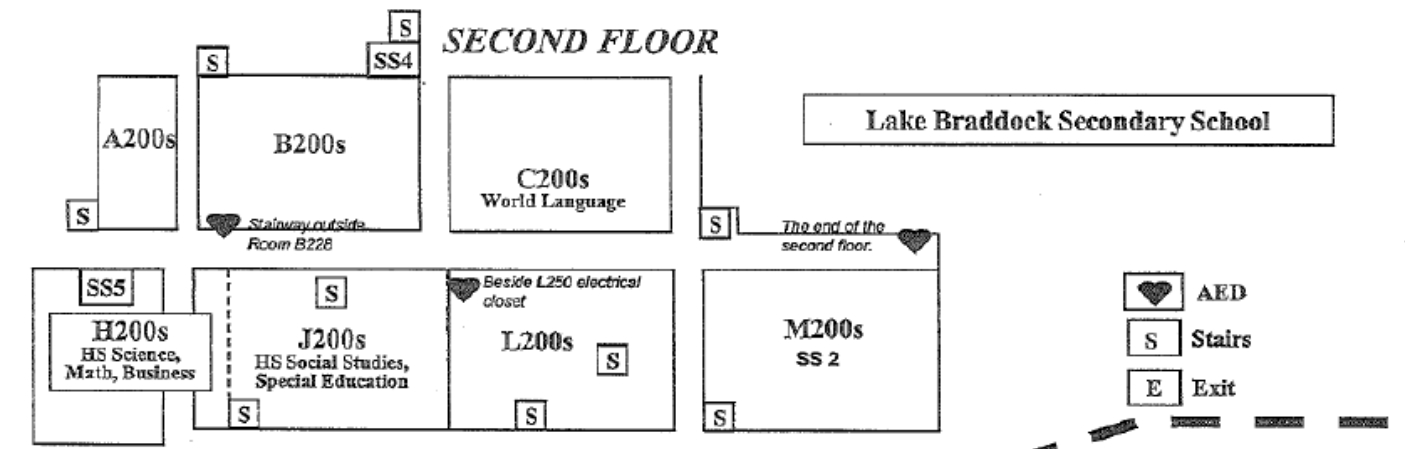 S
SECOND FLOOR
S
SS4
A200s
B200s
Lake Braddock Secondary School
C200s
World Language
S
Stairway outside
Room B228
S
The end of the
second floor.
SS5
S
Beside L250 electrical
closet
AED
H200s
HS Science,
Math, Business
J200s
HS Social Studies,
Special Education
L200s
S
M200s
SS 2
S
Stairs
S
S
S
E
Exit